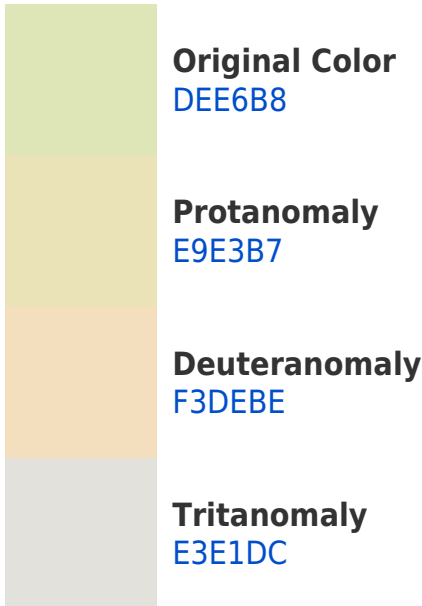 Original Color
DEE6B8
Protanomaly
E9E3B7
Deuteranomaly
F3DEBE
Tritanomaly
E3E1DC